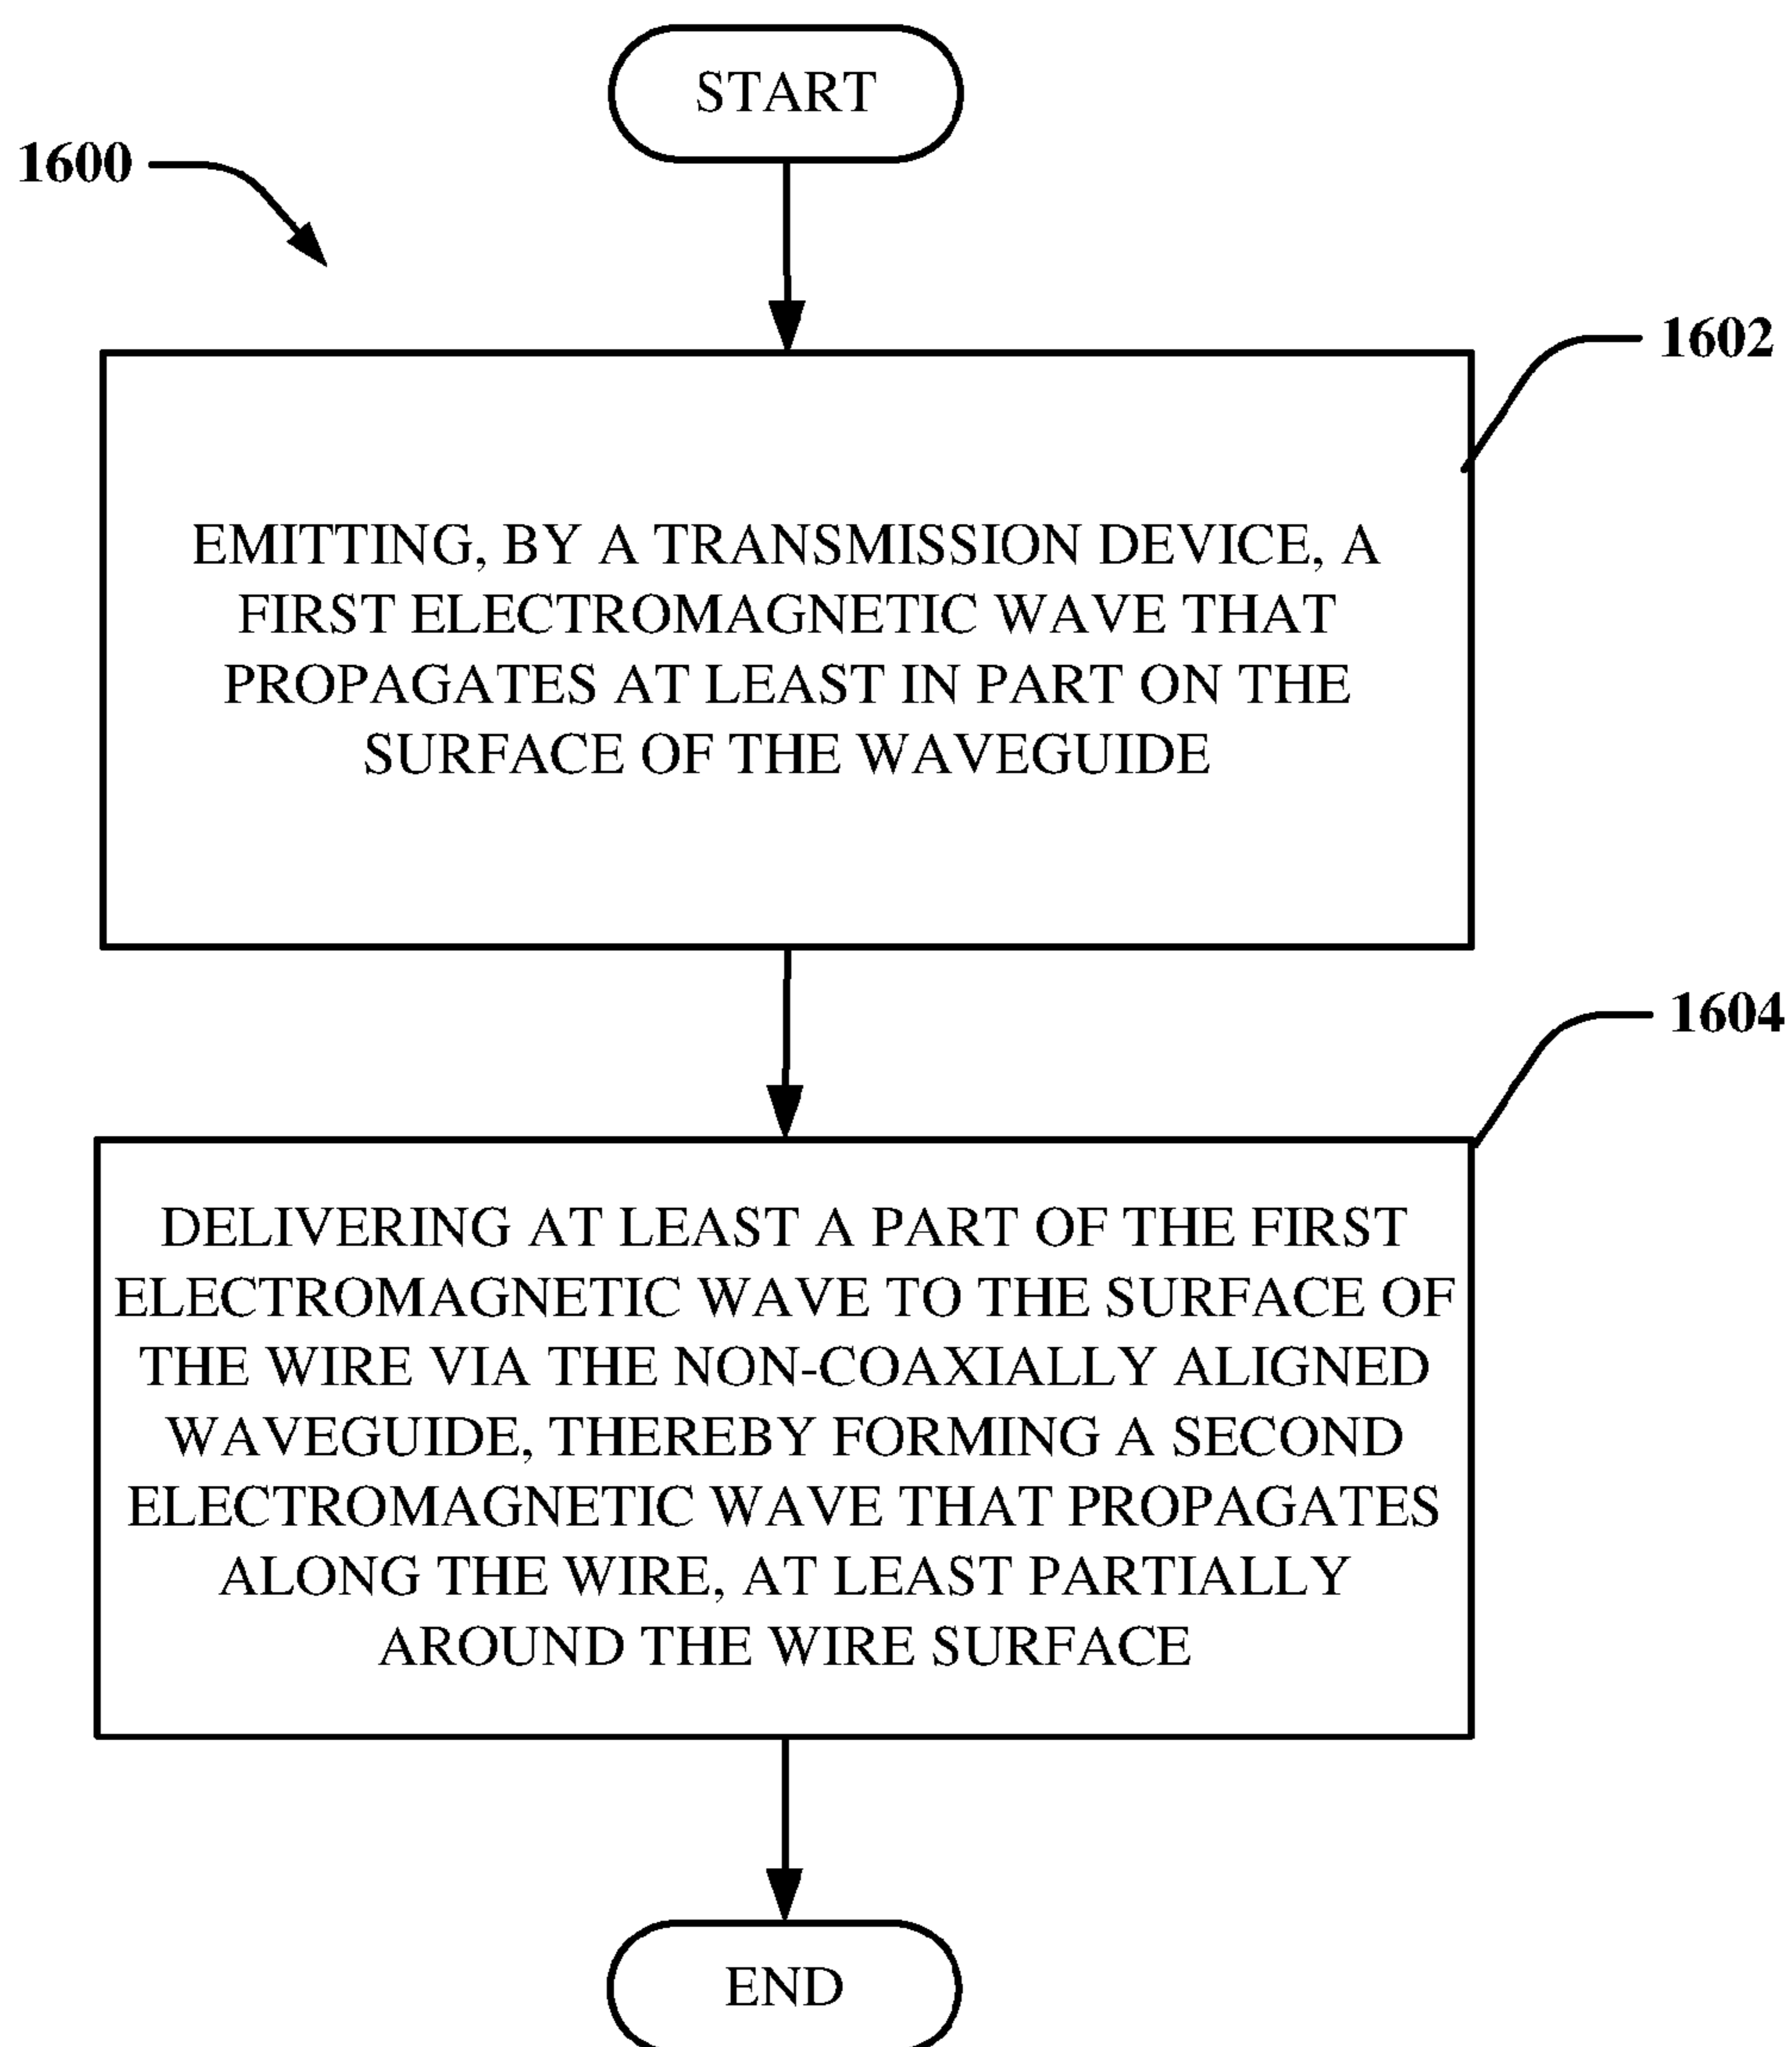 START
1600
1602
EMITTING, BY A TRANSMISSION DEVICE, A
FIRST ELECTROMAGNETIC WAVE THAT
PROPAGATES AT LEAST IN PART ON THE
SURFACE OF THE WAVEGUIDE
1604
DELIVERING AT LEAST A PART OF THE FIRST
ELECTROMAGNETIC WAVE TO THE SURFACE OF
THE WIRE VIA THE NON-COAXIALLY ALIGNED
WAVEGUIDE, THEREBY FORMING A SECOND
ELECTROMAGNETIC WAVE THAT PROPAGATES
ALONG THE WIRE, AT LEAST PARTIALLY
AROUND THE WIRE SURFACE
END